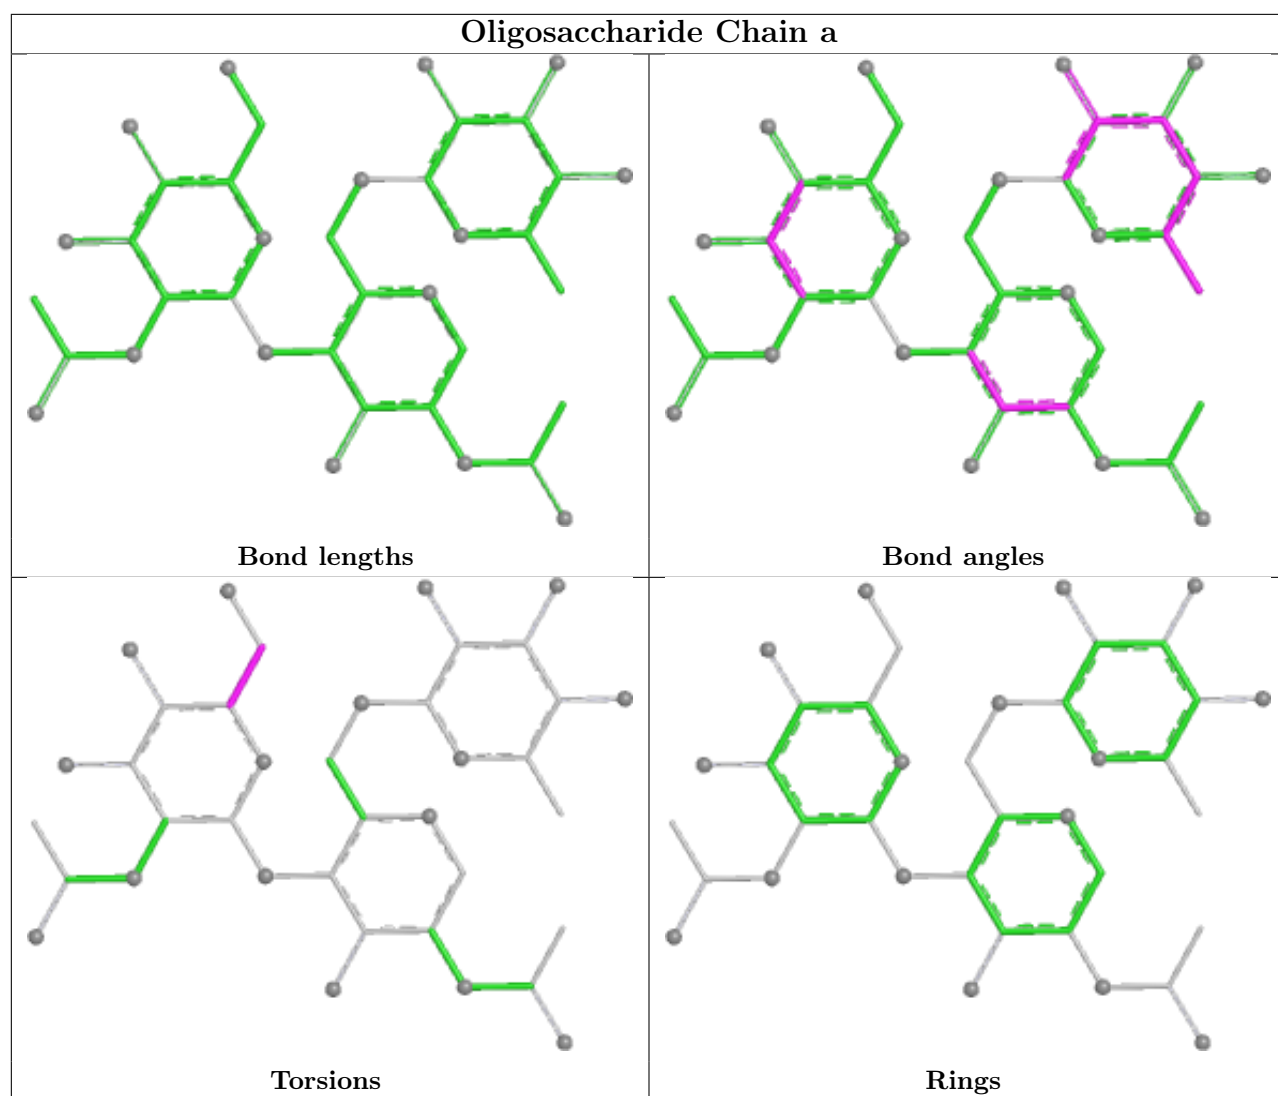 Oligosaccharide Chain a
Bond lengths
Bond angles
Torsions
Rings